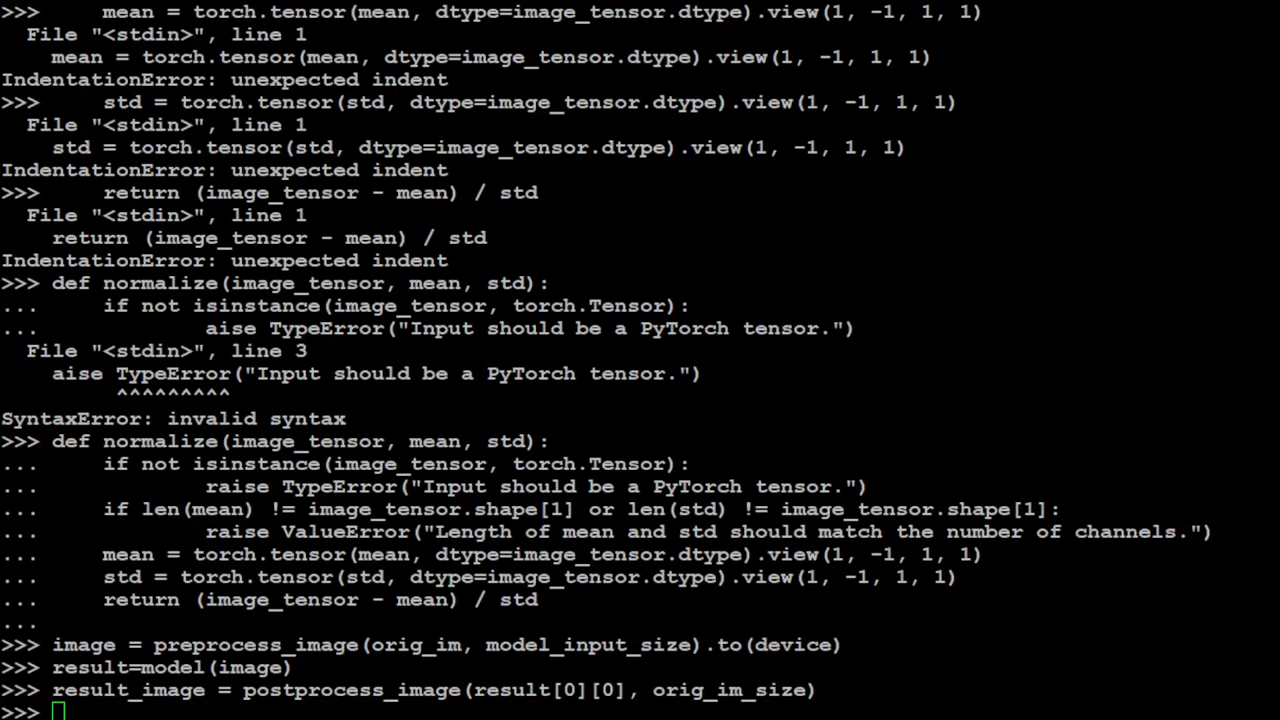 >>>     mean = torch.tensor(mean, dtype=image_tensor.dtype).view(1, -1, 1, 1)
  File "<stdin>", line 1
    mean = torch.tensor(mean, dtype=image_tensor.dtype).view(1, -1, 1, 1)
IndentationError: unexpected indent
>>>     std = torch.tensor(std, dtype=image_tensor.dtype).view(1, -1, 1, 1)
  File "<stdin>", line 1
    std = torch.tensor(std, dtype=image_tensor.dtype).view(1, -1, 1, 1)
IndentationError: unexpected indent
>>>     return (image_tensor - mean) / std
  File "<stdin>", line 1
    return (image_tensor - mean) / std
IndentationError: unexpected indent
>>> def normalize(image_tensor, mean, std):
...     if not isinstance(image_tensor, torch.Tensor):
...             aise TypeError("Input should be a PyTorch tensor.")
  File "<stdin>", line 3
    aise TypeError("Input should be a PyTorch tensor.")
         ^^^^^^^^^
SyntaxError: invalid syntax
>>> def normalize(image_tensor, mean, std):
...     if not isinstance(image_tensor, torch.Tensor):
...             raise TypeError("Input should be a PyTorch tensor.")
...     if len(mean) != image_tensor.shape[1] or len(std) != image_tensor.shape[1]:
...             raise ValueError("Length of mean and std should match the number of channels.")
...     mean = torch.tensor(mean, dtype=image_tensor.dtype).view(1, -1, 1, 1)
...     std = torch.tensor(std, dtype=image_tensor.dtype).view(1, -1, 1, 1)
...     return (image_tensor - mean) / std
...
>>> image = preprocess_image(orig_im, model_input_size).to(device)
>>> result=model(image)
>>> result_image = postprocess_image(result[0][0], orig_im_size)
>>>